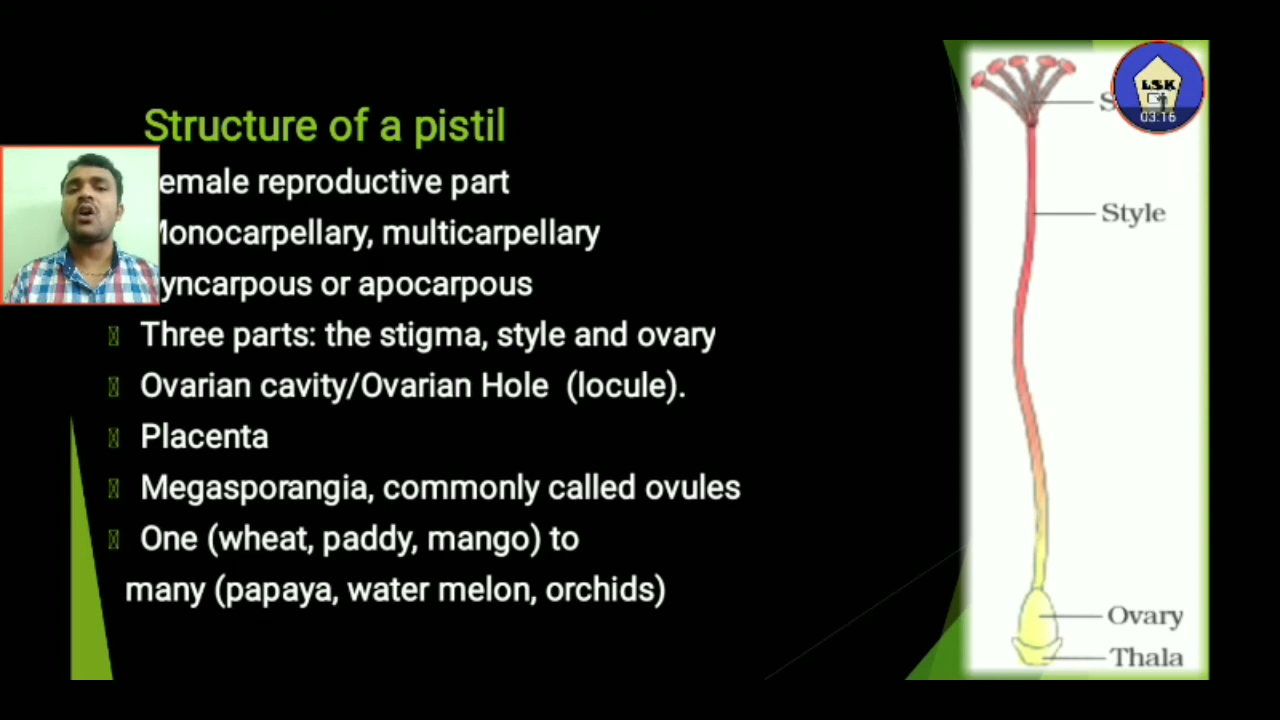 Structure of a pistil
emale reproductive part
onocarpellary, multicarpellary
yncarpous or apocarpous
Three parts: the stigma, style and ovary
Ovarian cavity/Ovarian Hole (locule).
Placenta
Megasporangia, commonly called ovules
One (wheat, paddy, mango) to
many (papaya, water melon, orchids)
S
LSK
03:16
Style
Ovary
Thala